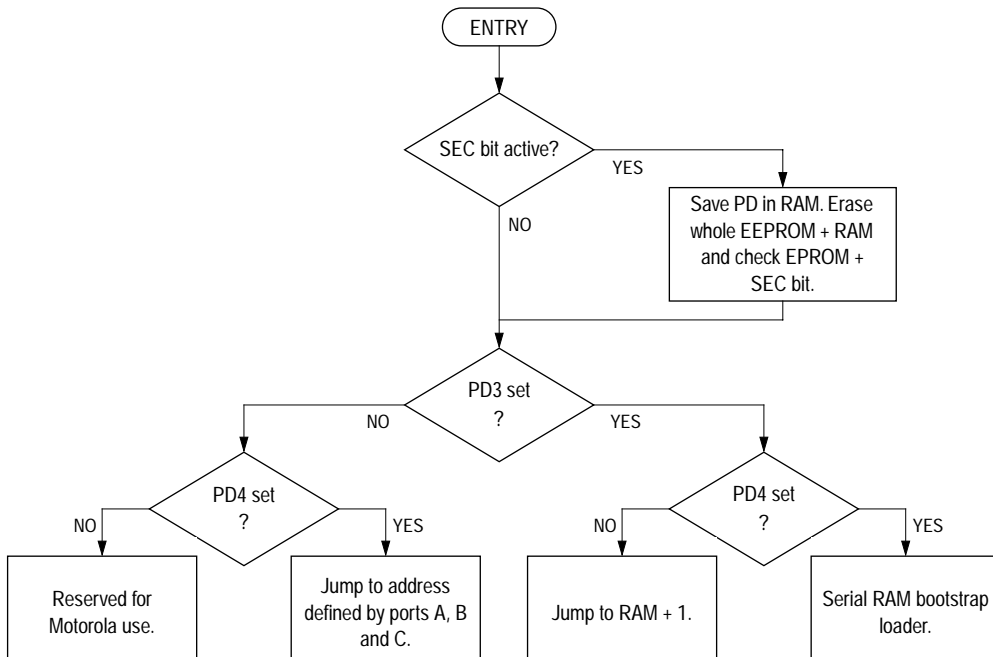 ENTRY
SEC bit active?
YES
NO
Save PD in RAM. Erase
whole EEPROM + RAM
and check EPROM +
SEC bit.
PD3 set
?
NO
YES
PD4 set
?
NO
YES
PD4 set
?
NO
YES
Reserved for
Motorola use.
Jump to address
defined by ports A, B
and C.
Jump to RAM + 1.
Serial RAM bootstrap
loader.